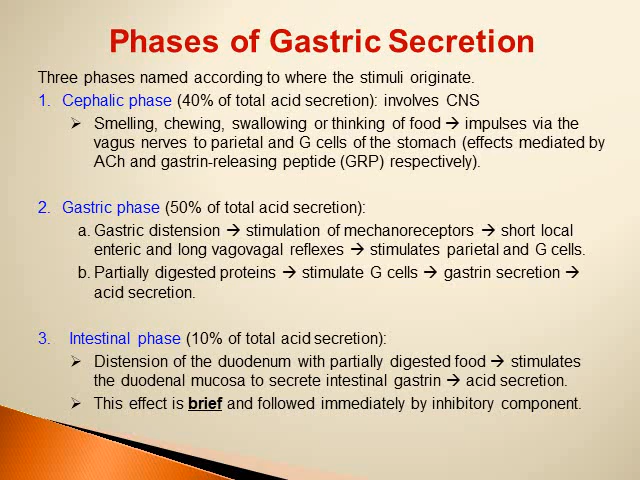 Phases of Gastric Secretion
Three phases named according to where the stimuli originate.
1. Cephalic phase (40% of total acid secretion): involves CNS
➢ Smelling, chewing, swallowing or thinking of food → impulses via the
vagus nerves to parietal and G cells of the stomach (effects mediated by
ACh and gastrin-releasing peptide (GRP) respectively).
2. Gastric phase (50% of total acid secretion):
a. Gastric distension → stimulation of mechanoreceptors → short local
enteric and long vagovagal reflexes → stimulates parietal and G cells.
b. Partially digested proteins → stimulate G cells → gastrin secretion →
acid secretion.
3. Intestinal phase (10% of total acid secretion):
➢ Distension of the duodenum with partially digested food → stimulates
the duodenal mucosa to secrete intestinal gastrin → acid secretion.
➢ This effect is brief and followed immediately by inhibitory component.